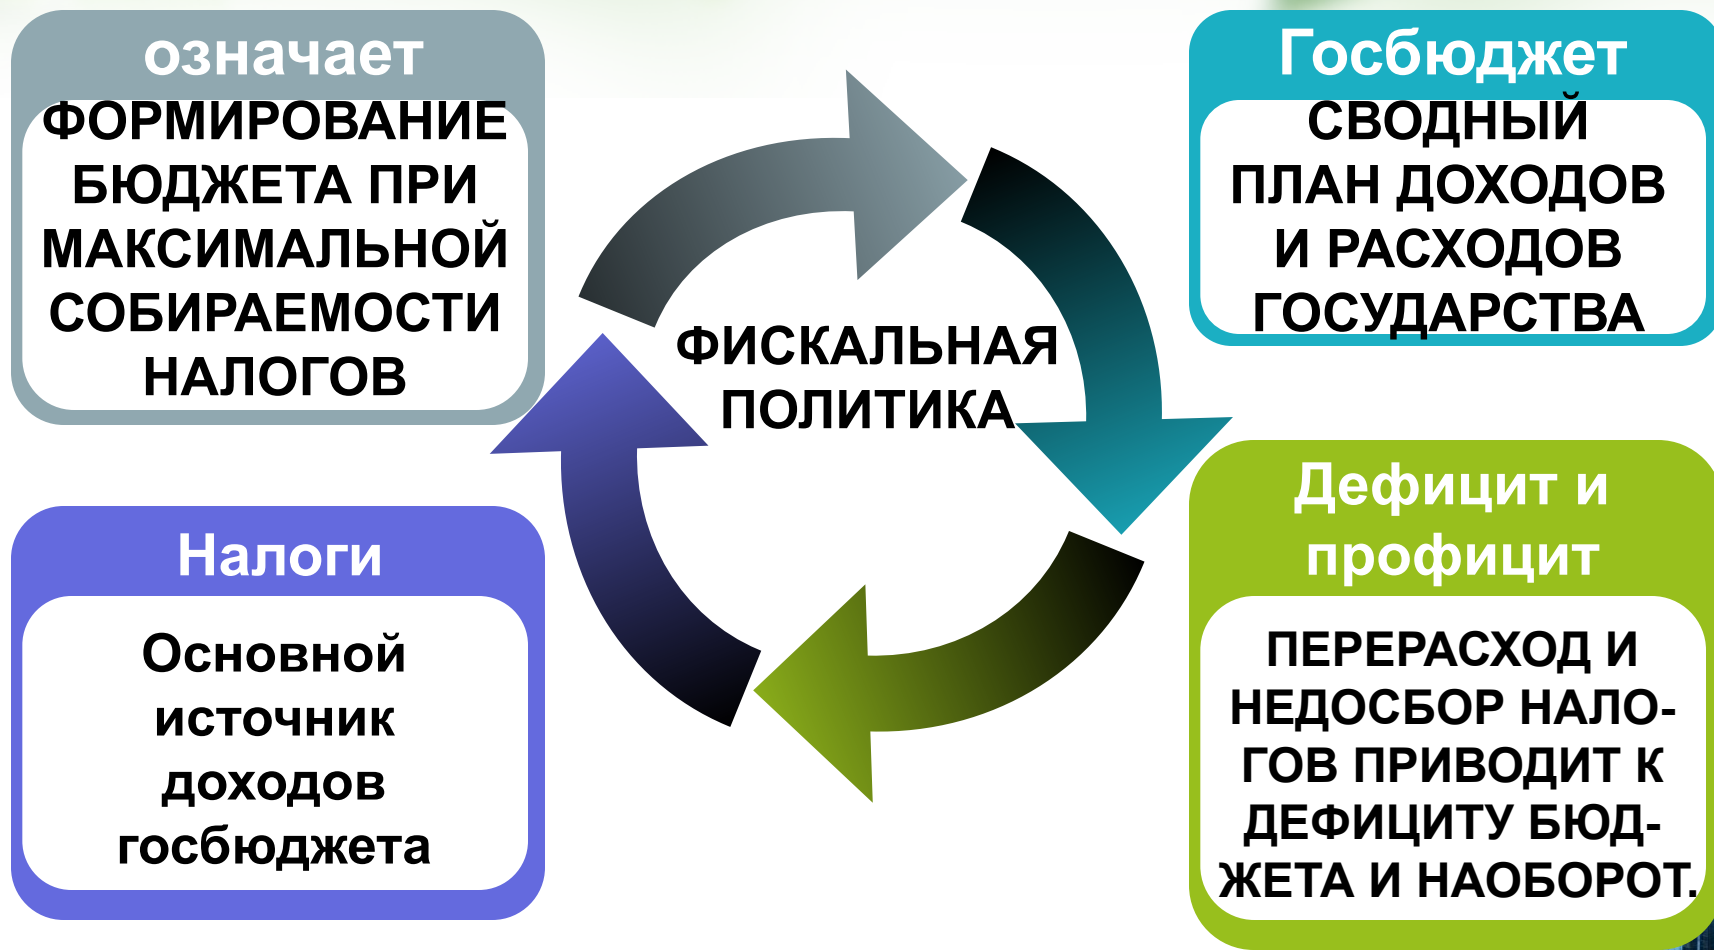 означает
ФОРМИРОВАНИЕ
БЮДЖЕТА ПРИ
МАКСИМАЛЬНОЙ
СОБИРАЕМОСТИ
НАЛОГОВ
Госбюджет
СВОДНЫЙ
ПЛАН ДОХОДОВ
И РАСХОДОВ
ГОСУДАРСТВА
ФИСКАЛЬНАЯ
ПОЛИТИКА
Налоги
Основной
источник
доходов
госбюджета
Дефицит и
профицит
ПЕРЕРАСХОД И
НЕДОСБОР НАЛО-
ГОВ ПРИВОДИТ К
ДЕФИЦИТУ БЮД-
ЖЕТА И НАОБОРОТ.